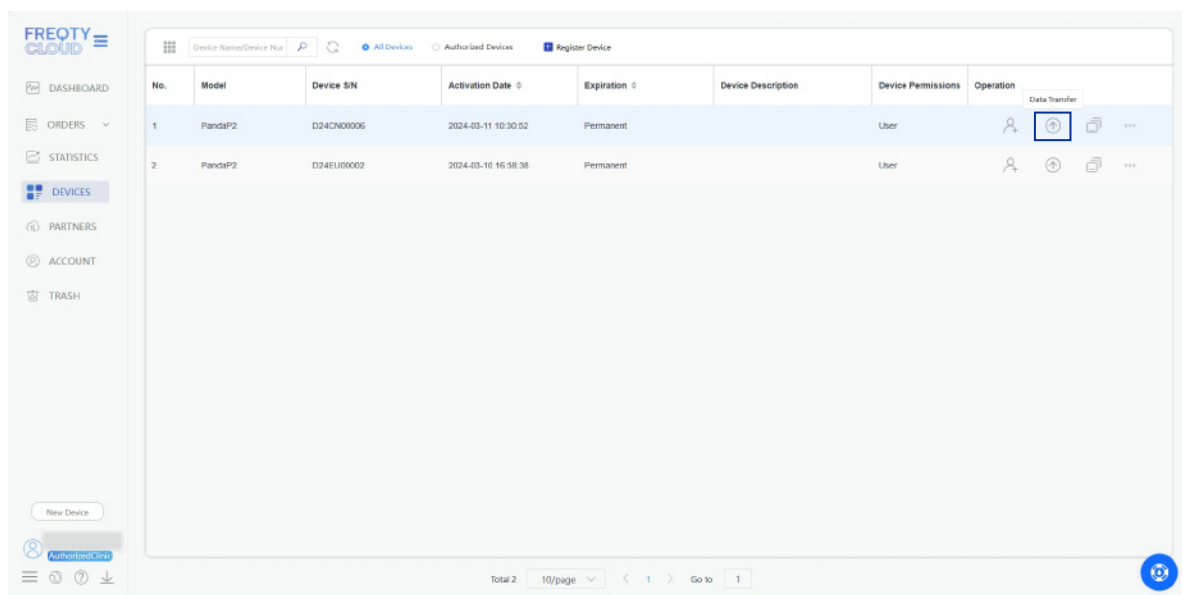 FREQTY
CLOUD
Device Name/Device Nur
All Devices
Authorized Devices
Register Device
DASHBOARD
ORDERS
STATISTICS
DEVICES
PARTNERS
ACCOUNT
TRASH
No. Model Device S/N Activation Date Expiration Device Description Device Permissions Operation
Data Transfer
1 PandaP2 D24CN00006 2024-03-11 10:30:52 Permanent User
2 PandaP2 D24EU00002 2024-03-10 16:58:38 Permanent User
New Device
AuthorizedClinic
Total 2 10/page 1 Go to 1